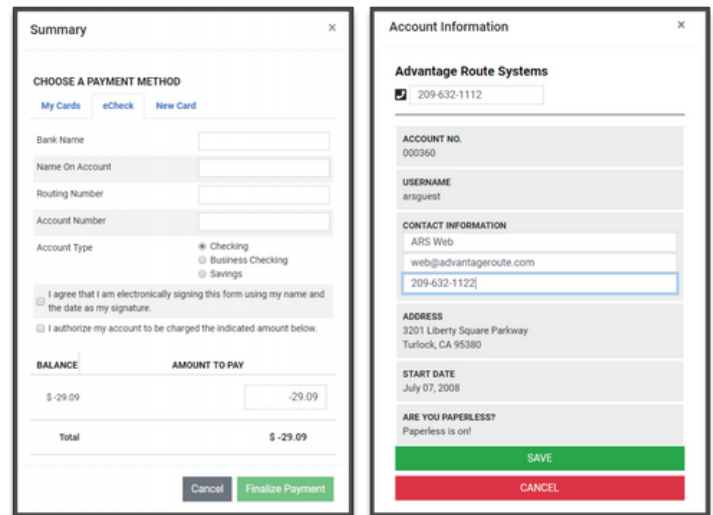 Summary ×
CHOOSE A PAYMENT METHOD
My Cards eCheck New Card
Bank Name
Name On Account
Routing Number
Account Number
Account Type Checking
Business Checking
Savings
I agree that I am electronically signing this form using my name and
the date as my signature.
I authorize my account to be charged the indicated amount below.
BALANCE AMOUNT TO PAY
$ -29.09 -29.09
Total $ -29.09
Cancel Finalize Payment
Account Information ×
Advantage Route Systems
209-632-1112
ACCOUNT NO.
000360
USERNAME
arsguest
CONTACT INFORMATION
ARS Web
web@advantageroute.com
209-632-1122
ADDRESS
3201 Liberty Square Parkway
Turlock, CA 95380
START DATE
July 07, 2008
ARE YOU PAPERLESS?
Paperless is on!
SAVE
CANCEL